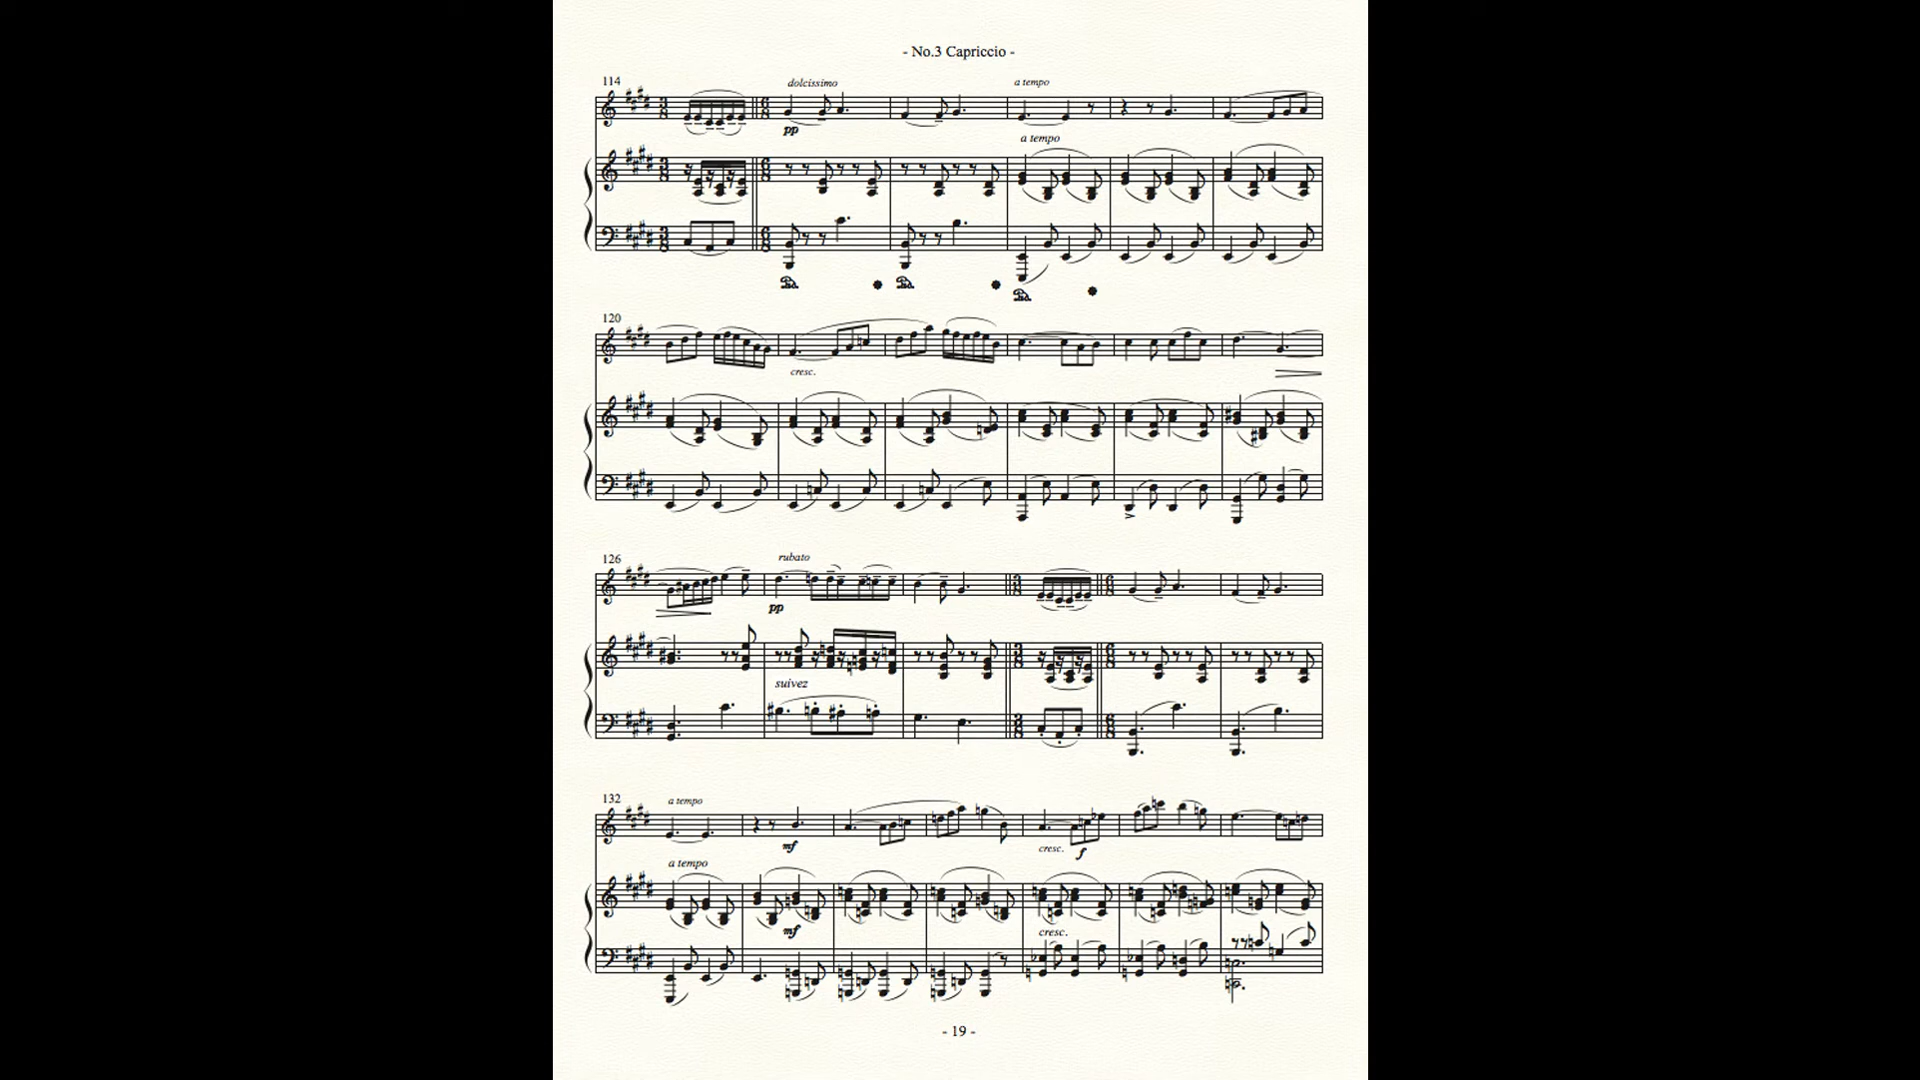 - No.3 Capriccio -
114
dolcissimo
a tempo
pp
a tempo
120
cresc.
126
rubato
pp
suivez
132
a tempo
mf
cresc.
f
a tempo
mf
cresc.
- 19 -